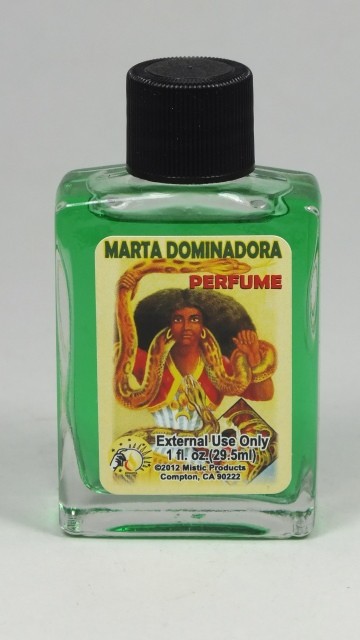 MARTA DOMINADORA
PERFUME
External Use Only
1 fl. oz.(29.5ml)
©2012 Mistic Products
Compton, CA 90222